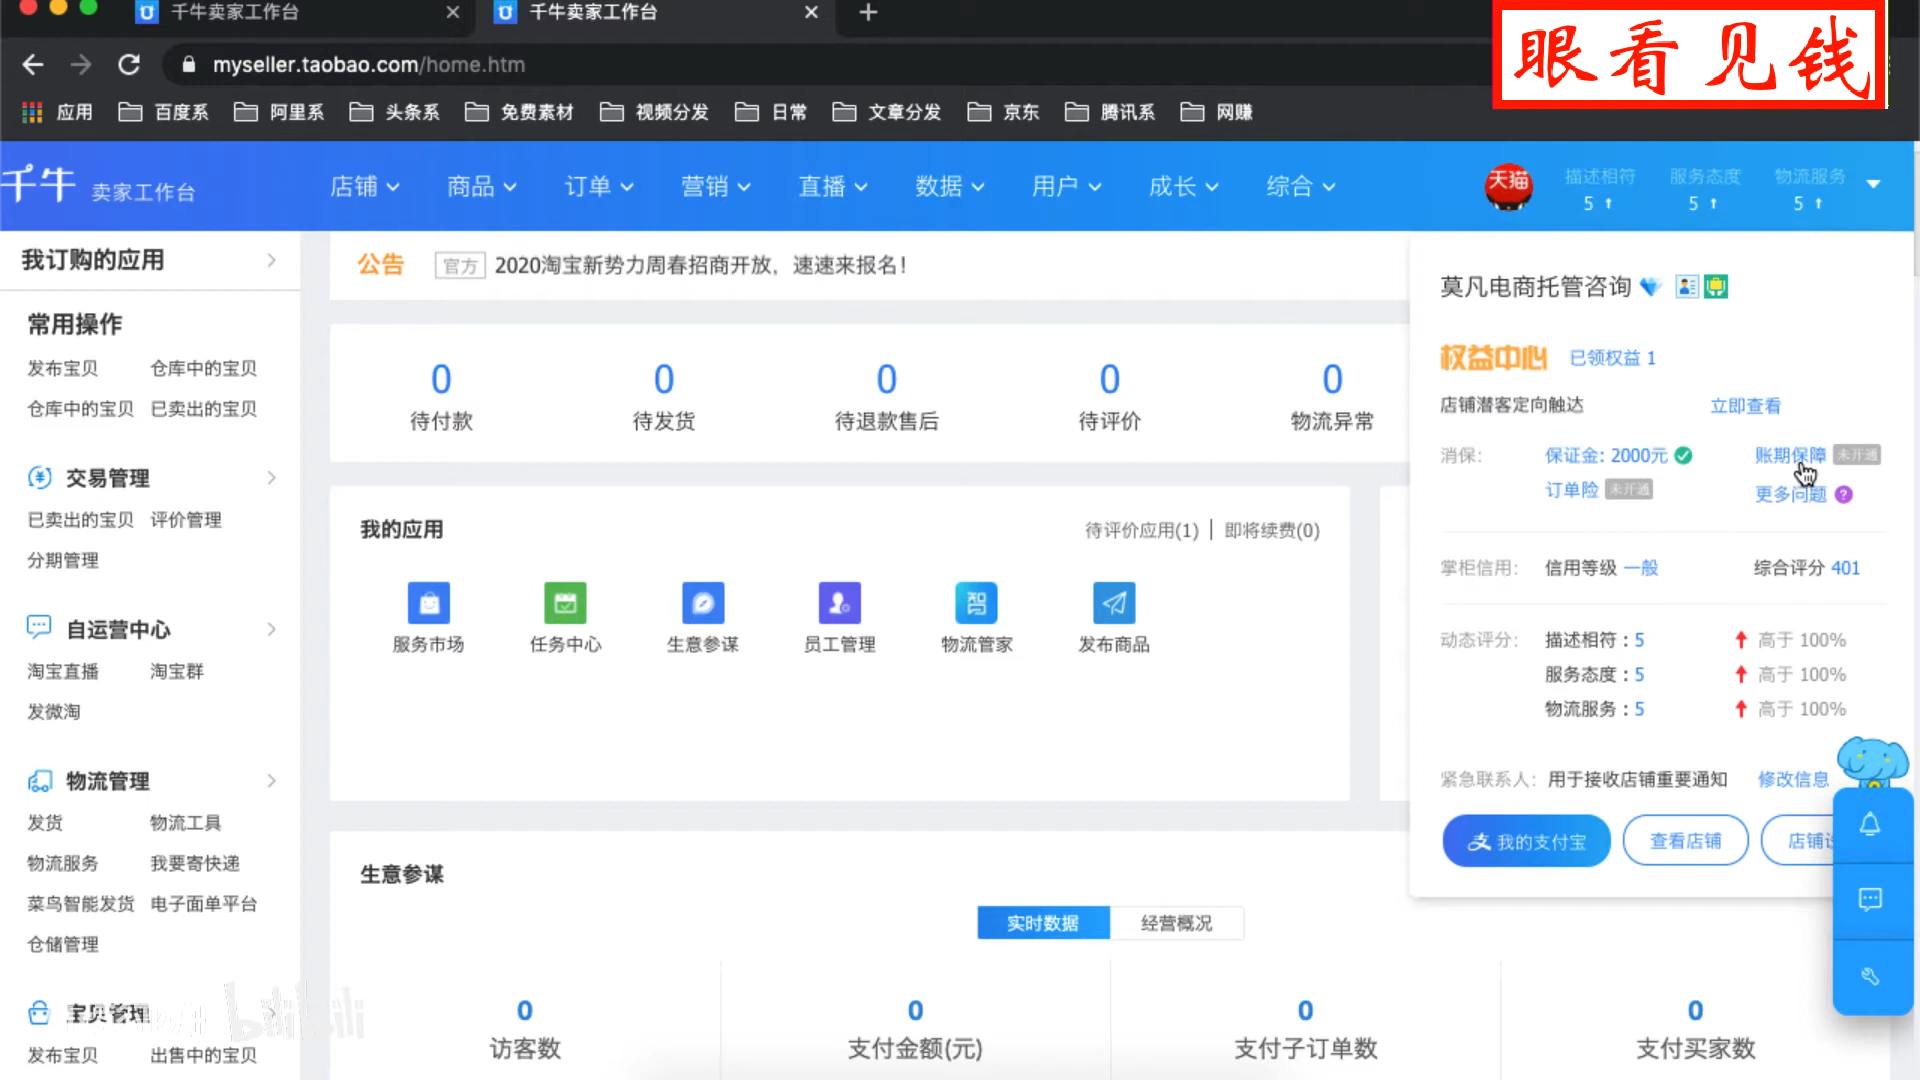 千牛卖家工作台
千牛卖家工作台
眼看见钱
myseller.taobao.com/home.htm
应用 百度系 阿里系 头条系 免费素材 视频分发 日常 文章分发 京东 腾讯系 网赚
千牛 卖家工作台
店铺 商品 订单 营销 直播 数据 用户 成长 综合
天猫
描述相符 服务态度 物流服务
5 5 5
我订购的应用
常用操作
发布宝贝 仓库中的宝贝
仓库中的宝贝 已卖出的宝贝
交易管理
已卖出的宝贝 评价管理
分期管理
自运营中心
淘宝直播 淘宝群
发微淘
物流管理
发货 物流工具
物流服务 我要寄快递
菜鸟智能发货 电子面单平台
仓储管理
宝贝管理
bilibili
发布宝贝 出售中的宝贝
公告 官方 2020淘宝新势力周春招商开放，速速来报名！
0 0 0 0 0
待付款 待发货 待退款售后 待评价 物流异常
我的应用 待评价应用(1) | 即将续费(0)
服务市场 任务中心 生意参谋 员工管理 物流管家 发布商品
智
生意参谋
实时数据 经营概况
0 0 0 0
访客数 支付金额(元) 支付子订单数 支付买家数
莫凡电商托管咨询
权益中心 已领权益 1
店铺潜客定向触达 立即查看
消保: 保证金: 2000元 账期保障 未开通
订单险 未开通 更多问题 ?
掌柜信用: 信用等级 一般 综合评分 401
动态评分: 描述相符：5 高于 100%
服务态度：5 高于 100%
物流服务：5 高于 100%
紧急联系人: 用于接收店铺重要通知 修改信息
支 我的支付宝 查看店铺 店铺